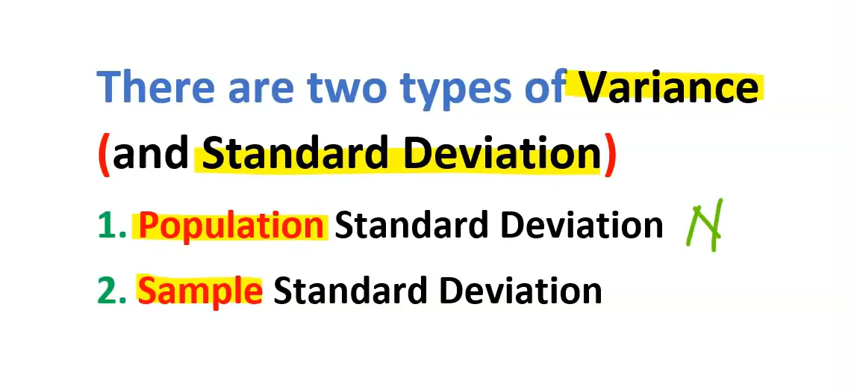 There are two types of Variance
(and Standard Deviation)
1. Population Standard Deviation N
2. Sample Standard Deviation